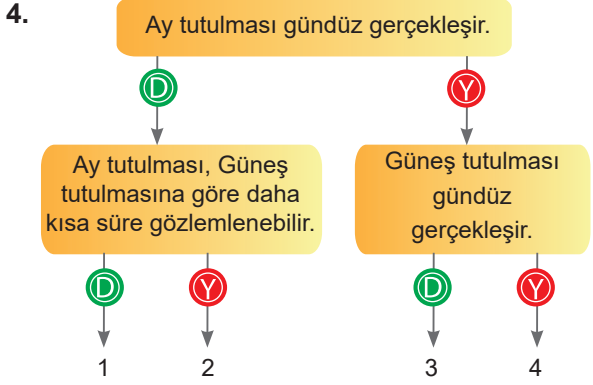 4.
Ay tutulması gündüz gerçekleşir.
D
Y
Ay tutulması, Güneş
tutulmasına göre daha
kısa süre gözlemlenebilir.
Güneş tutulması
gündüz
gerçekleşir.
D
Y
D
Y
1
2
3
4